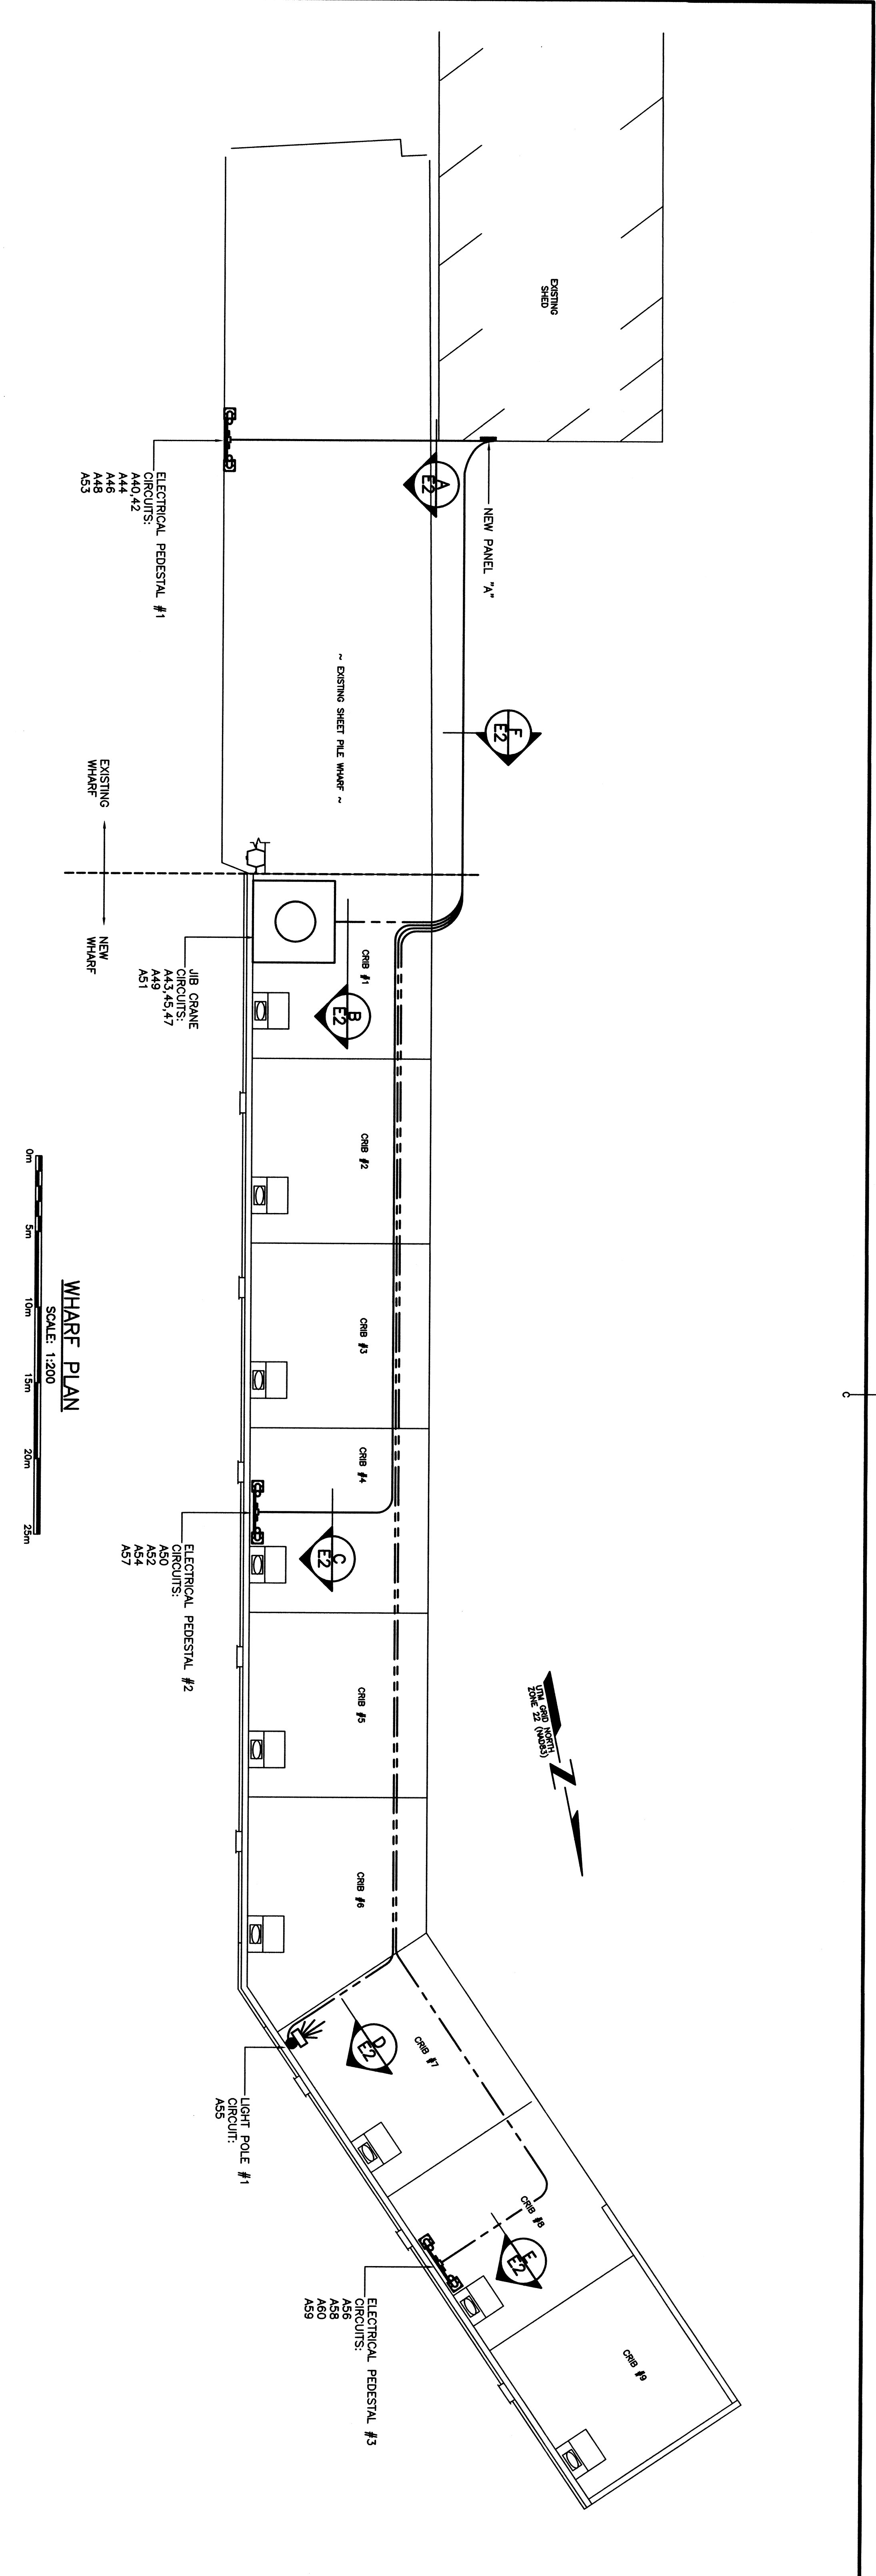 EXISTING
SHED
NEW PANEL "A"
A
E2
F
E2
ELECTRICAL PEDESTAL #1
CIRCUITS:
A40,42
A44
A46
A48
A53
~ EXISTING SHEET PILE WHARF ~
EXISTING
WHARF
NEW
WHARF
JIB CRANE
CIRCUITS:
A43,45,47
A49
A51
CRIB #1
B
E2
CRIB #2
CRIB #3
CRIB #4
C
E2
ELECTRICAL PEDESTAL #2
CIRCUITS:
A50
A52
A54
A57
CRIB #5
CRIB #6
UTM GRID NORTH
ZONE 22 (NAD83)
D
E2
CRIB #7
LIGHT POLE #1
CIRCUIT:
A55
CRIB #8
E
E2
ELECTRICAL PEDESTAL #3
CIRCUITS:
A56
A58
A60
A59
CRIB #9
WHARF PLAN
SCALE: 1:200
0m 5m 10m 15m 20m 25m
C